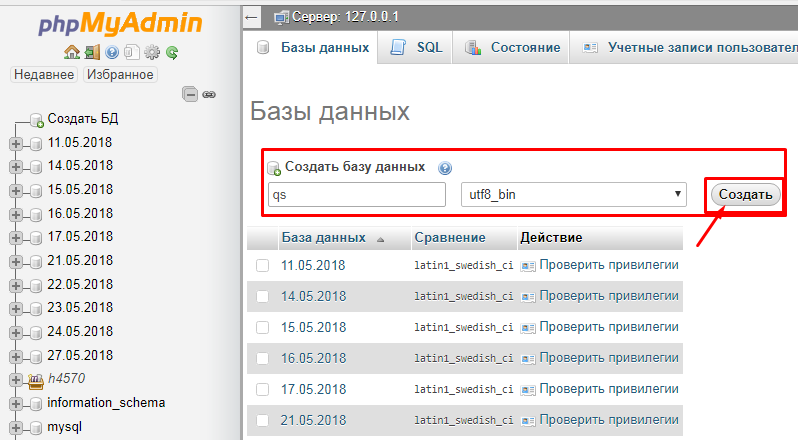 phpMyAdmin
Недавнее Избранное
Создать БД
11.05.2018
14.05.2018
15.05.2018
16.05.2018
17.05.2018
21.05.2018
22.05.2018
23.05.2018
24.05.2018
27.05.2018
h4570
information_schema
mysql
Сервер: 127.0.0.1
Базы данных SQL Состояние Учетные записи пользовател
Базы данных
Создать базу данных
qs utf8_bin Создать
База данных Сравнение Действие
11.05.2018 latin1_swedish_ci Проверить привилегии
14.05.2018 latin1_swedish_ci Проверить привилегии
15.05.2018 latin1_swedish_ci Проверить привилегии
16.05.2018 latin1_swedish_ci Проверить привилегии
17.05.2018 latin1_swedish_ci Проверить привилегии
21.05.2018 latin1_swedish_ci Проверить привилегии